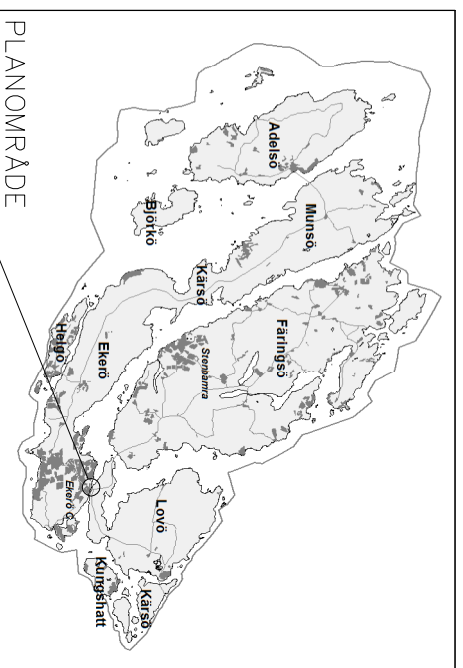 PLANOMRÅDE
Adelsö
Björkö
Munsö
Kärsö
Färingsö
Stenhamra
Ekerö
Helgö
Ekerö C
Lovö
Kungshatt
Kärsö